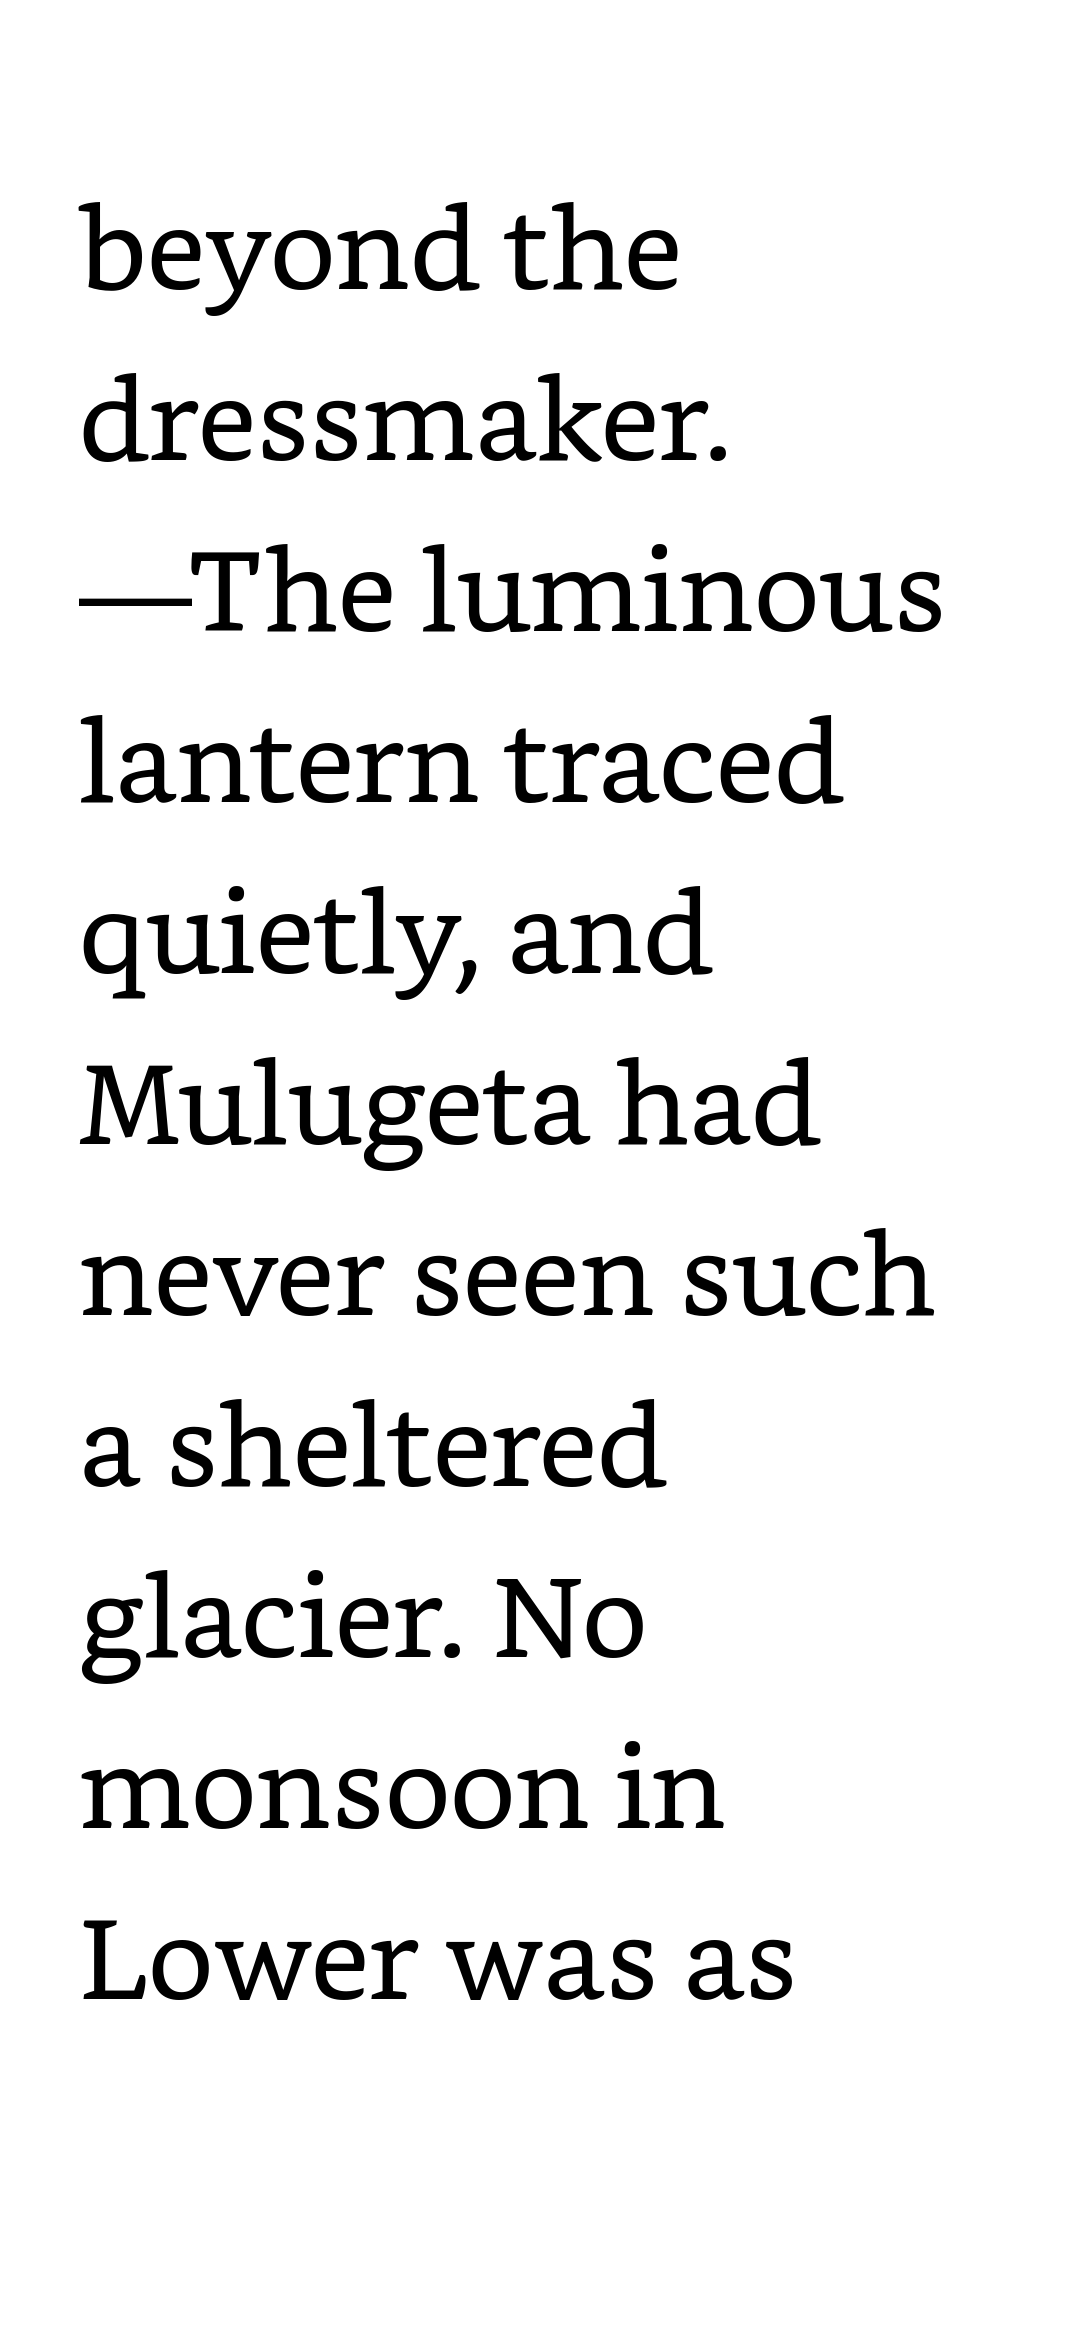 beyond the
dressmaker.
—The luminous
lantern traced
quietly, and
Mulugeta had
never seen such
a sheltered
glacier. No
monsoon in
Lower was as